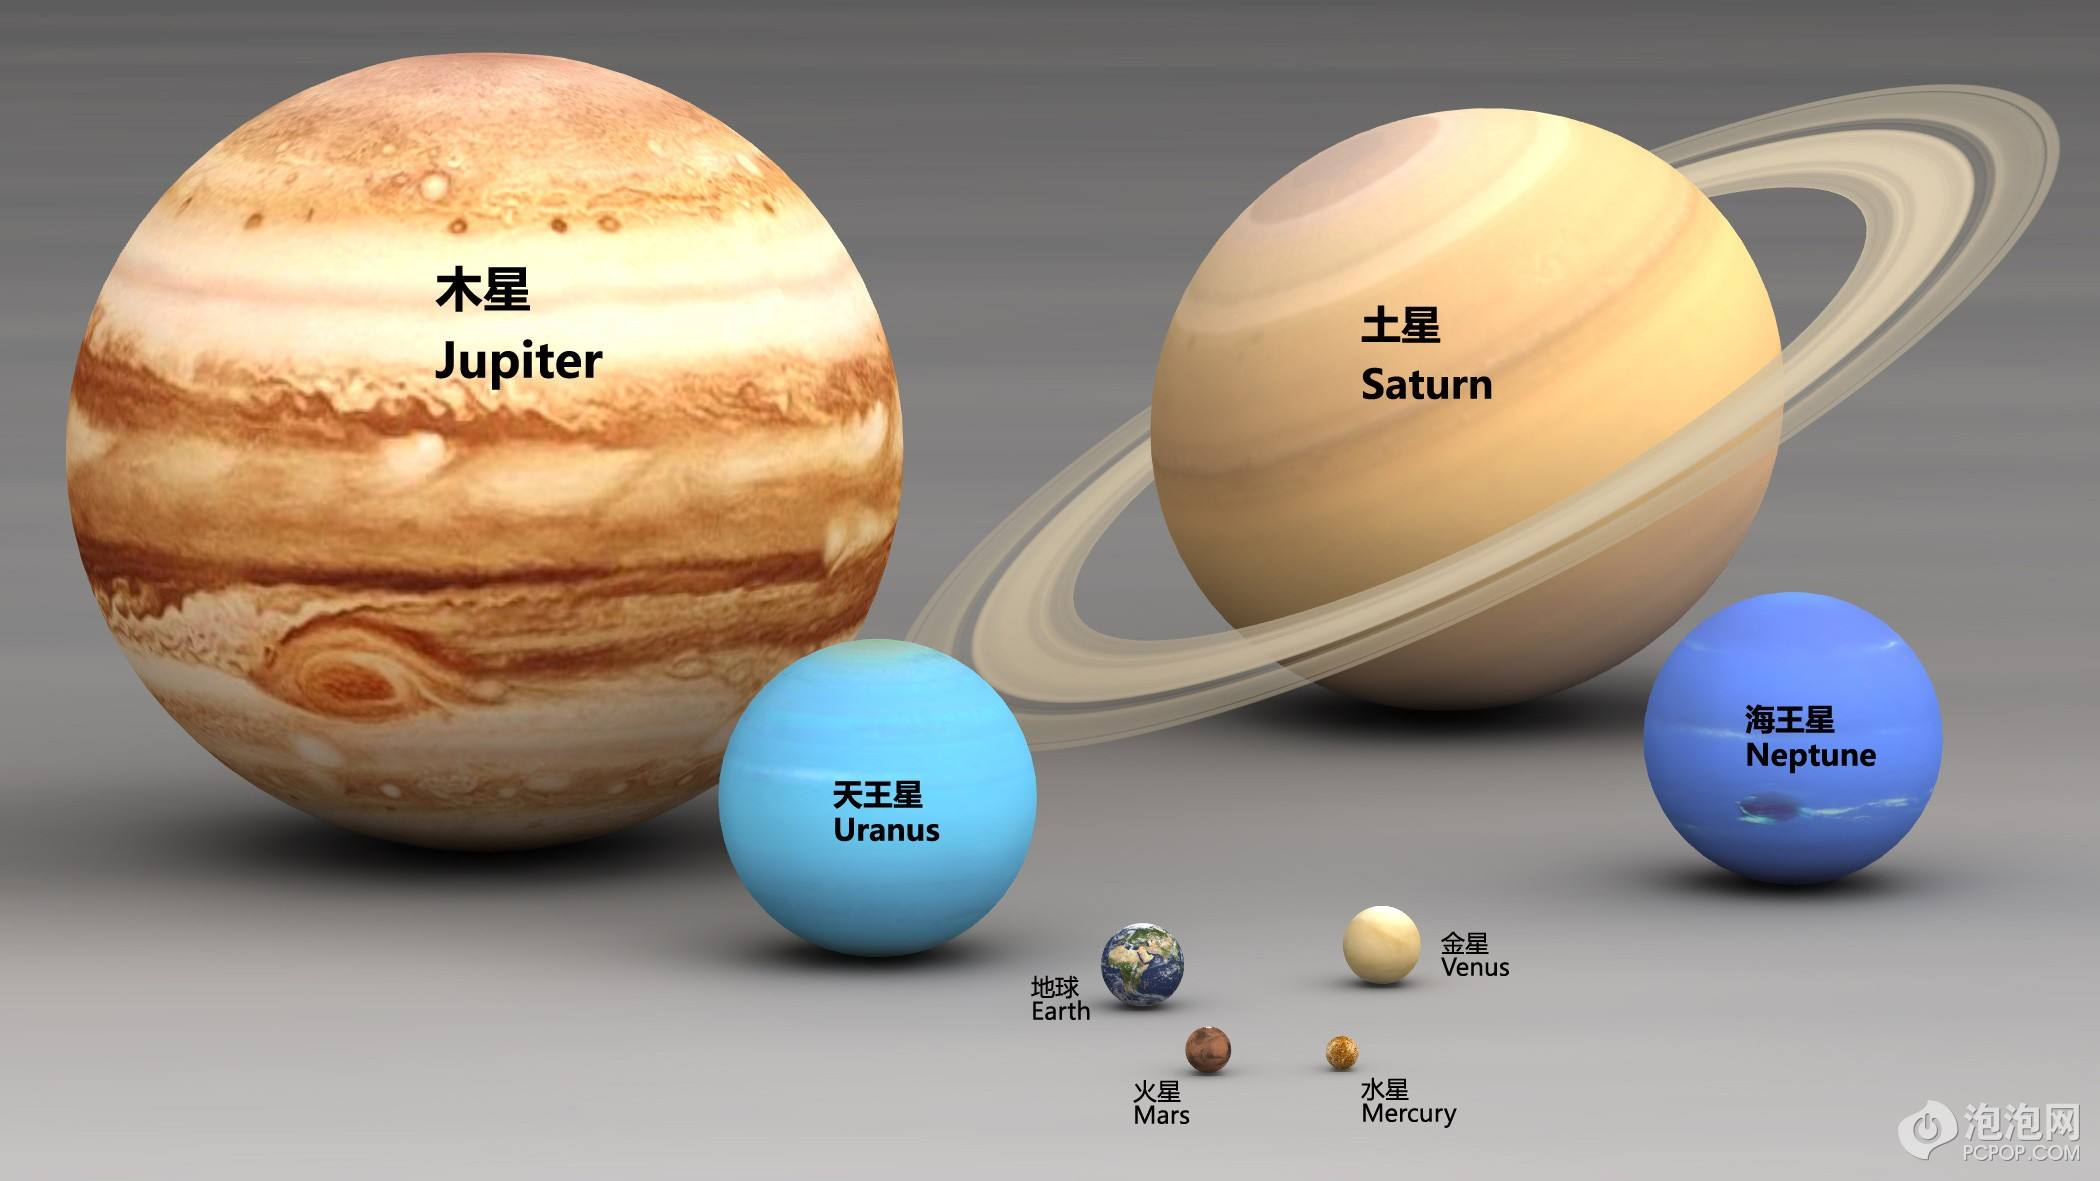 木星
Jupiter
土星
Saturn
天王星
Uranus
海王星
Neptune
地球
Earth
金星
Venus
火星
Mars
水星
Mercury
泡泡网
PCPOP.COM